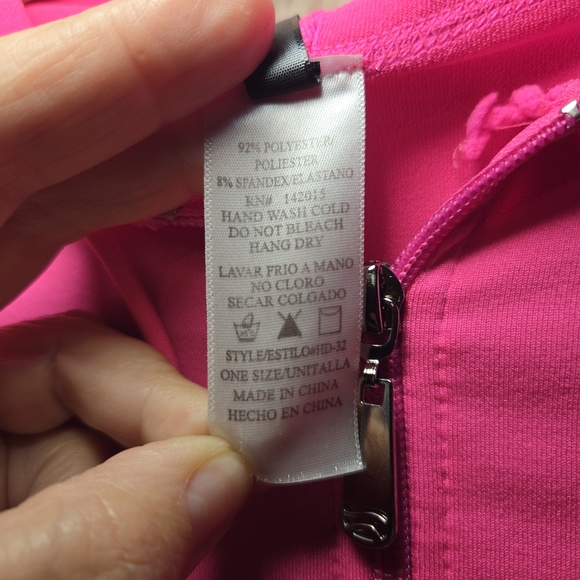 92% POLYESTER/
POLIESTER
8% SPANDEX/ELASTANO
KN# 142015
HAND WASH COLD
DO NOT BLEACH
HANG DRY
LAVAR FRIO A MANO
NO CLORO
SECAR COLGADO
STYLE/ESTILO#HD-32
ONE SIZE/UNITALLA
MADE IN CHINA
HECHO EN CHINA